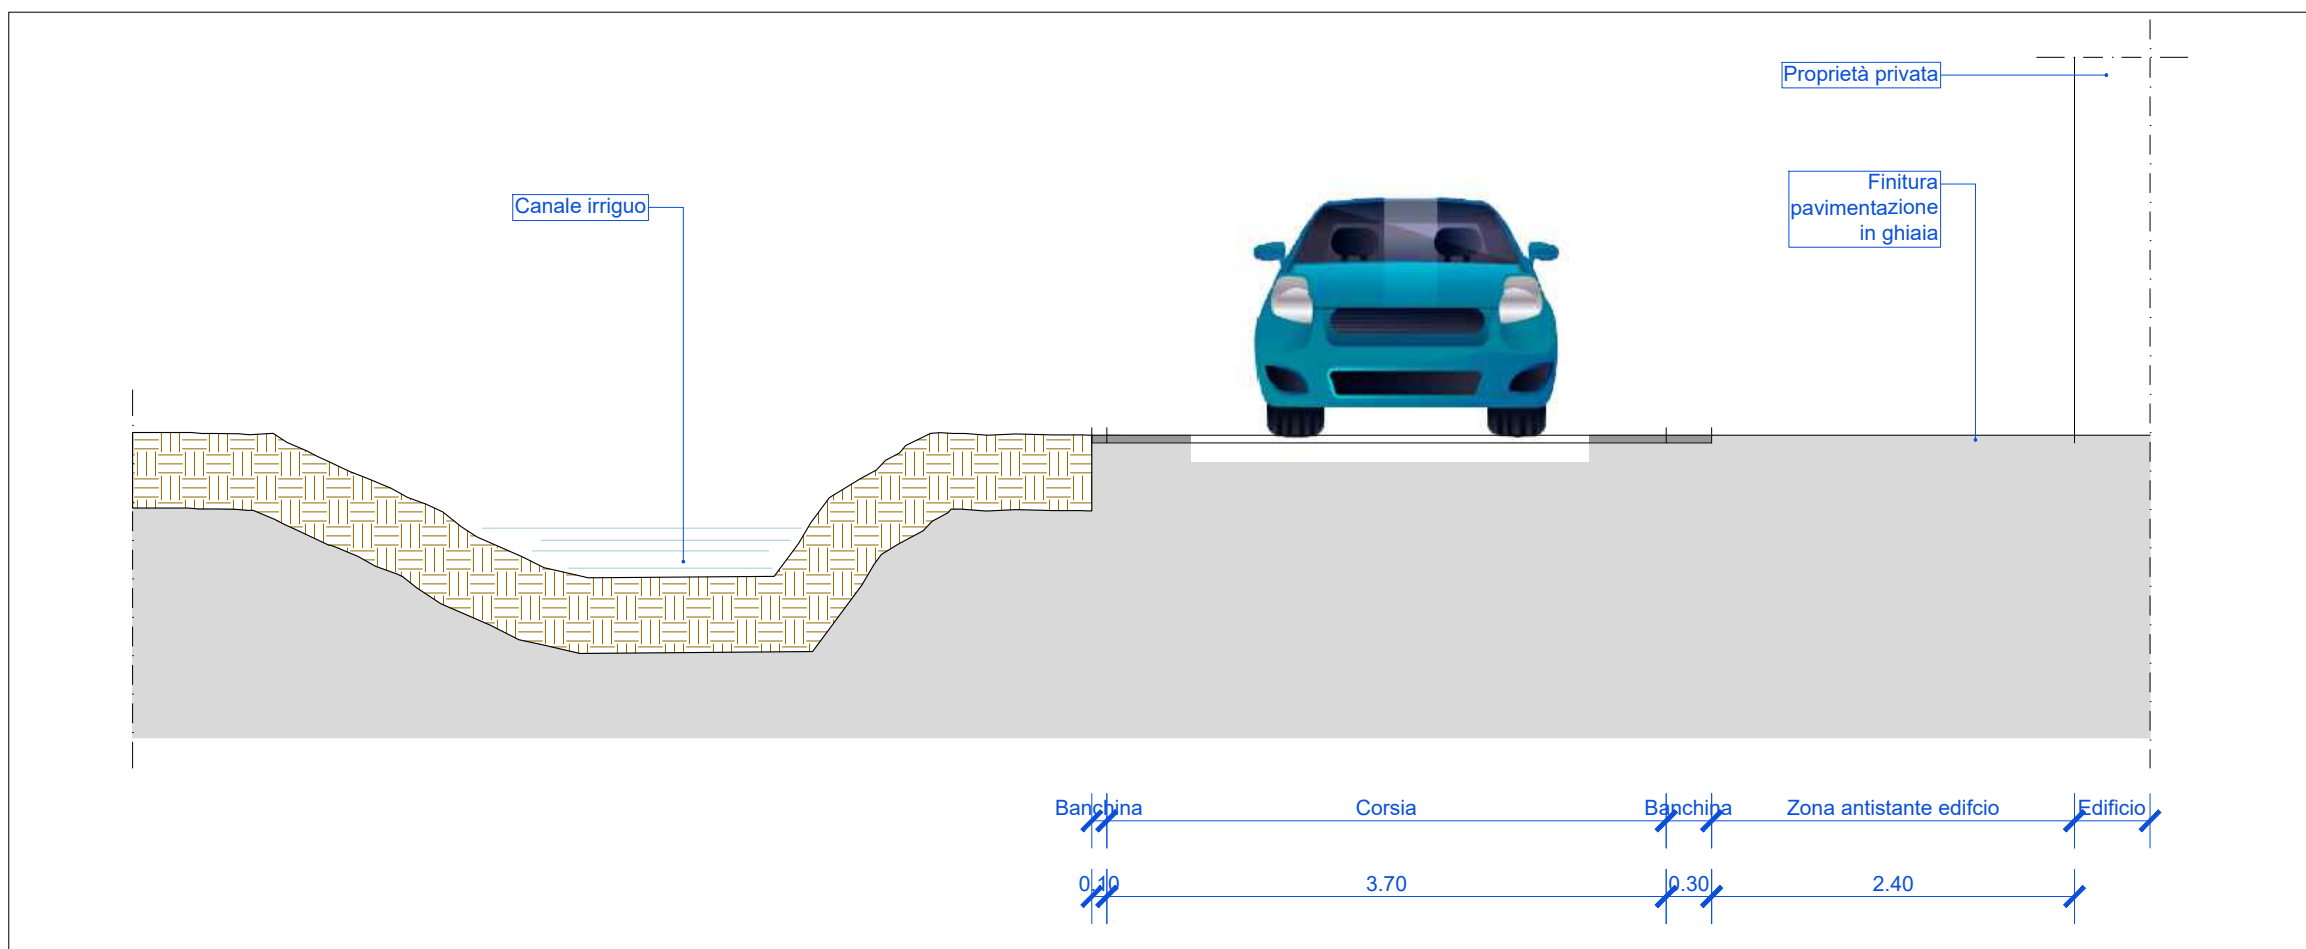 Proprietà privata
Finitura
pavimentazione
in ghiaia
Canale irriguo
Banchina
Corsia
Banchina
Zona antistante edifcio
Edificio
0.10
3.70
0.30
2.40